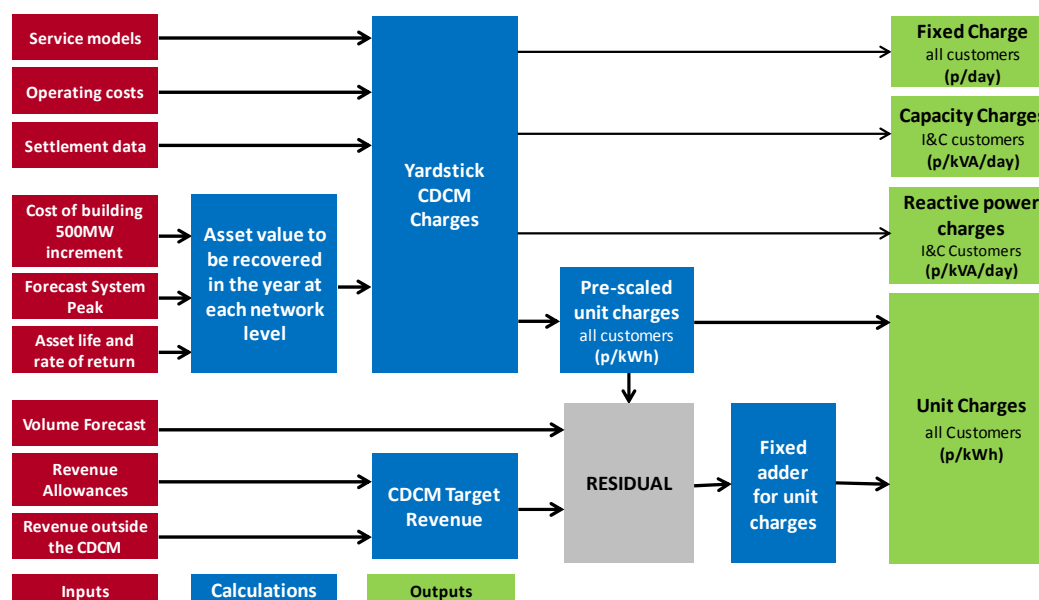 Service models
Operating costs
Settlement data
Cost of building
500MW
increment
Forecast System
Peak
Asset life and
rate of return
Volume Forecast
Revenue
Allowances
Revenue outside
the CDCM
Inputs
Asset value to
be recovered
in the year at
each network
level
Yardstick
CDCM
Charges
CDCM Target
Revenue
Calculations
Pre-scaled
unit charges
all customers
(p/kWh)
RESIDUAL
Fixed
adder
for unit
charges
Fixed Charge
all customers
(p/day)
Capacity Charges
I&C customers
(p/kVA/day)
Reactive power
charges
I&C Customers
(p/kVA/day)
Unit Charges
all Customers
(p/kWh)
Outputs